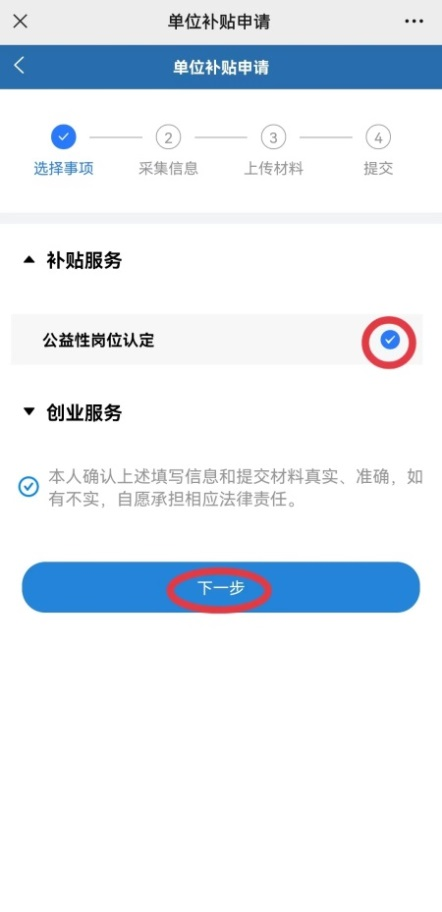 单位补贴申请
单位补贴申请
2
3
4
选择事项
采集信息
上传材料
提交
补贴服务
公益性岗位认定
创业服务
本人确认上述填写信息和提交材料真实、准确，如
有不实，自愿承担相应法律责任。
下一步